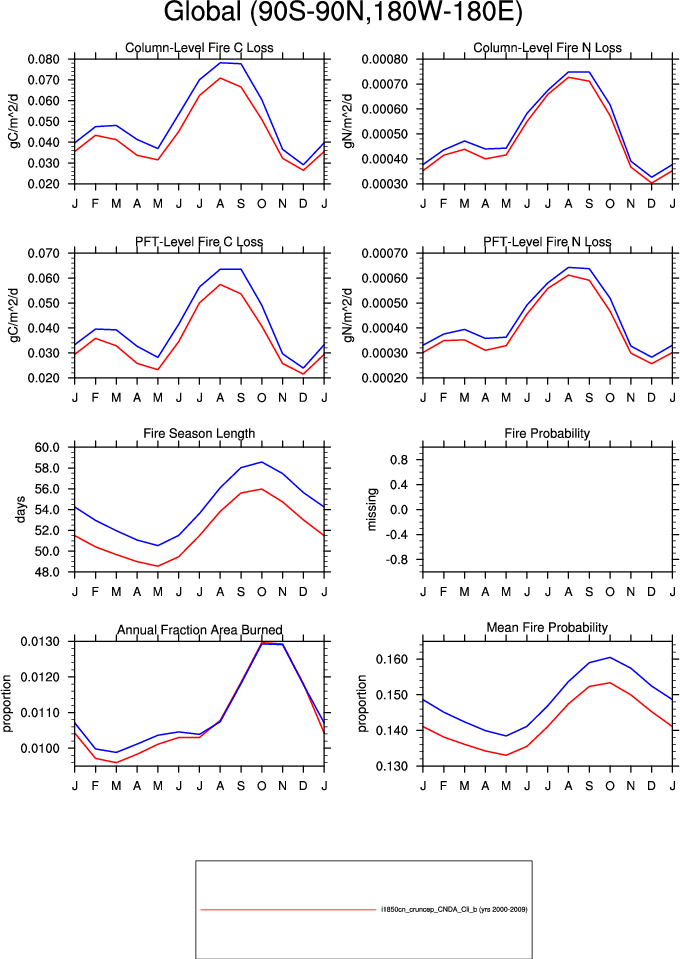 Global (90S-90N,180W-180E)
Column-Level Fire C Loss
gC/m^2/d
0.080
0.070
0.060
0.050
0.040
0.030
0.020
J F M A M J J A S O N D J
Column-Level Fire N Loss
gN/m^2/d
0.00080
0.00070
0.00060
0.00050
0.00040
0.00030
J F M A M J J A S O N D J
PFT-Level Fire C Loss
gC/m^2/d
0.070
0.060
0.050
0.040
0.030
0.020
J F M A M J J A S O N D J
PFT-Level Fire N Loss
gN/m^2/d
0.00070
0.00060
0.00050
0.00040
0.00030
0.00020
J F M A M J J A S O N D J
Fire Season Length
days
60.0
58.0
56.0
54.0
52.0
50.0
48.0
J F M A M J J A S O N D J
Fire Probability
missing
0.8
0.4
0.0
-0.4
-0.8
J F M A M J J A S O N D J
Annual Fraction Area Burned
proportion
0.0130
0.0120
0.0110
0.0100
J F M A M J J A S O N D J
Mean Fire Probability
proportion
0.160
0.150
0.140
0.130
J F M A M J J A S O N D J
i1850cn_cruncep_CNDA_Cli_b (yrs 2000-2009)